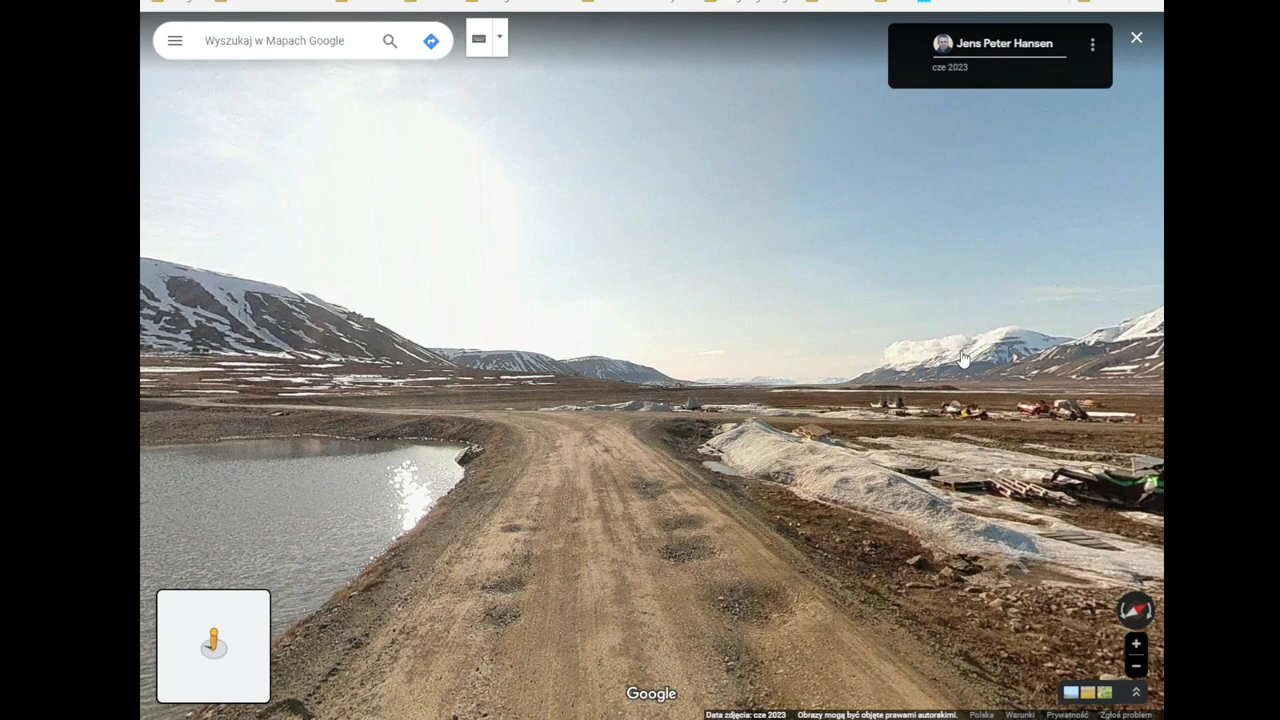 Wyszukaj w Mapach Google
Jens Peter Hansen
cze 2023
Google
Data zdjęcia: cze 2023 Obrazy mogą być objęte prawami autorskimi. Polska Warunki Prywatność Zgłoś problem